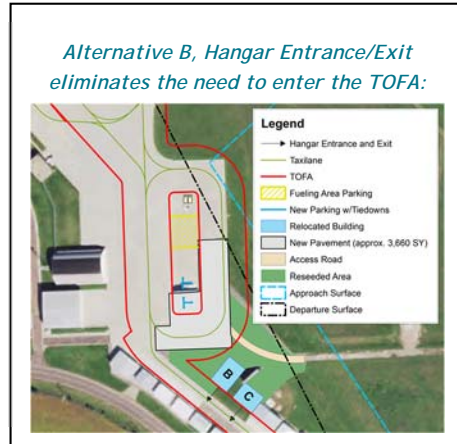 Alternative B, Hangar Entrance/Exit
eliminates the need to enter the TOFA:
Legend
Hangar Entrance and Exit
Taxilane
TOFA
Fueling Area Parking
New Parking w/Tiedowns
Relocated Building
New Pavement (approx. 3,660 SY)
Access Road
Reseeded Area
Approach Surface
Departure Surface
B
C